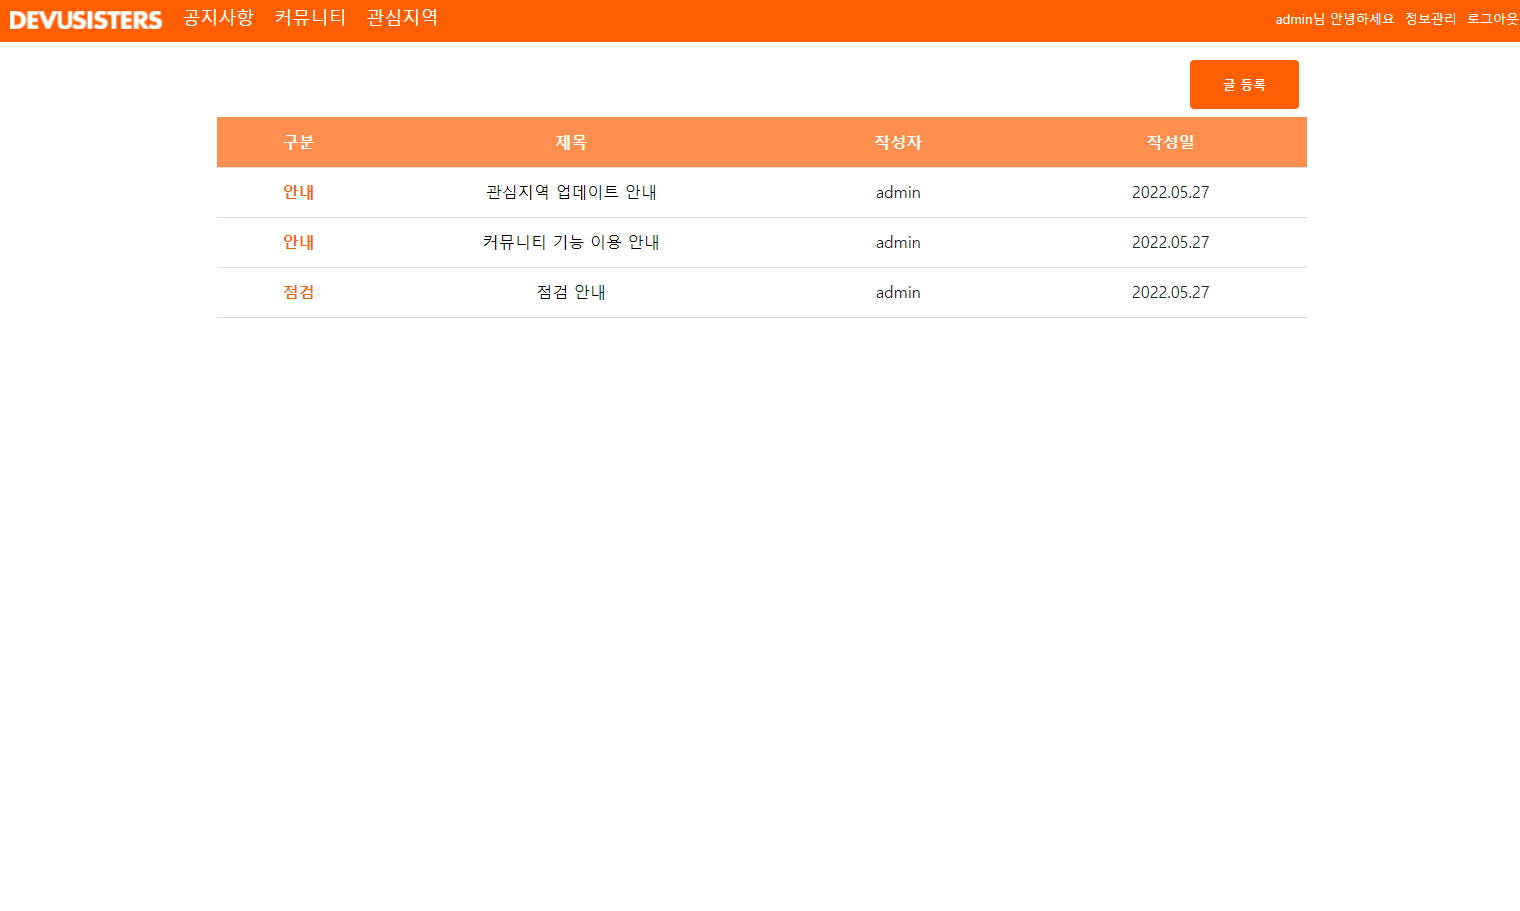 DEVUSISTERS 공지사항 커뮤니티 관심지역 admin님 안녕하세요 정보관리 로그아웃
글 등록
구분 제목 작성자 작성일
안내 관심지역 업데이트 안내 admin 2022.05.27
안내 커뮤니티 기능 이용 안내 admin 2022.05.27
점검 점검 안내 admin 2022.05.27